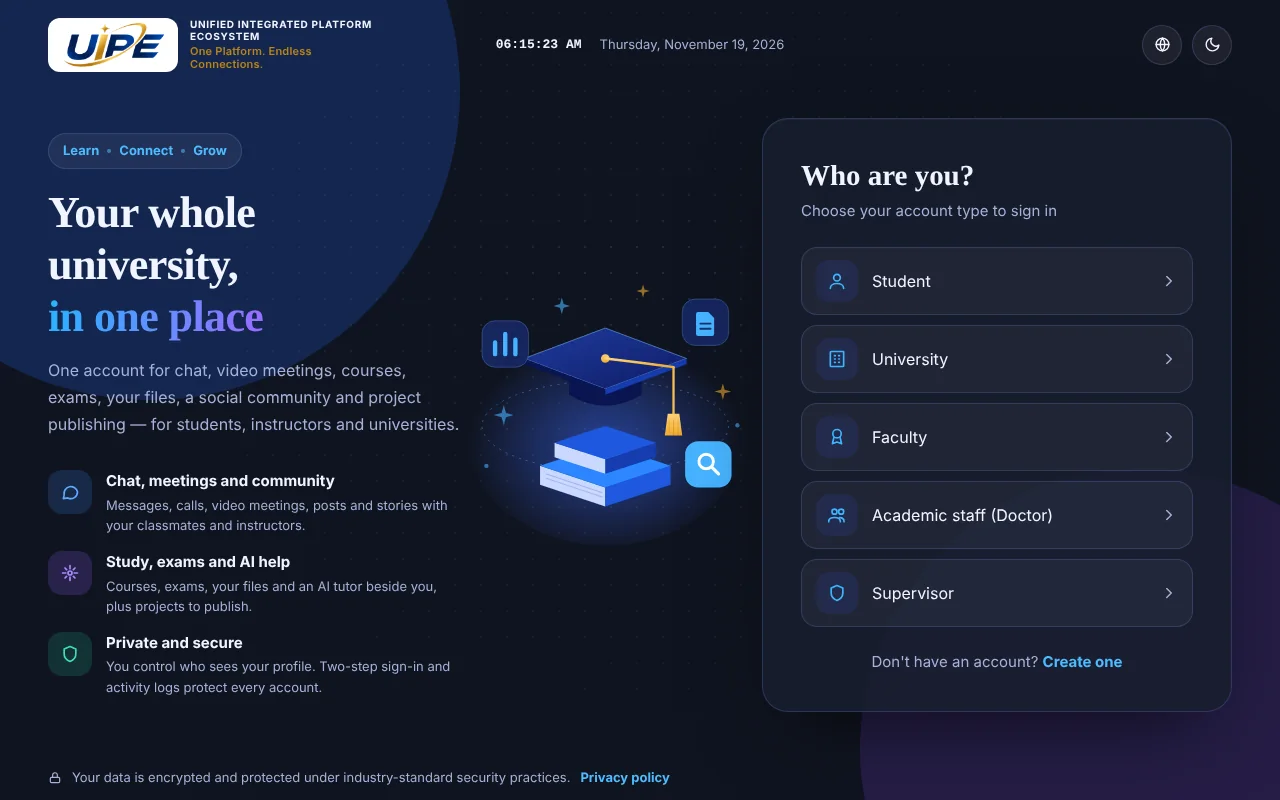 UIPE
UNIFIED INTEGRATED PLATFORM
ECOSYSTEM
One Platform. Endless
Connections.
06:15:23 AM Thursday, November 19, 2026
Learn • Connect • Grow
Your whole
university,
in one place
One account for chat, video meetings, courses,
exams, your files, a social community and project
publishing — for students, instructors and universities.
Chat, meetings and community
Messages, calls, video meetings, posts and stories with
your classmates and instructors.
Study, exams and AI help
Courses, exams, your files and an AI tutor beside you,
plus projects to publish.
Private and secure
You control who sees your profile. Two-step sign-in and
activity logs protect every account.
Who are you?
Choose your account type to sign in
Student
University
Faculty
Academic staff (Doctor)
Supervisor
Don't have an account? Create one
Your data is encrypted and protected under industry-standard security practices. Privacy policy